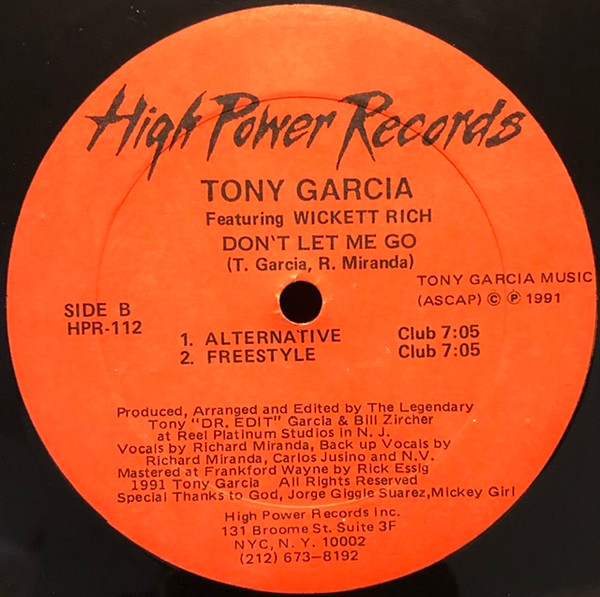 High Power Records
TONY GARCIA
Featuring WICKETT RICH
DON'T LET ME GO
(T. Garcia, R. Miranda)
TONY GARCIA MUSIC
(ASCAP) © ℗ 1991
SIDE B
HPR-112
1. ALTERNATIVE Club 7:05
2. FREESTYLE Club 7:05
Produced, Arranged and Edited by The Legendary
Tony "DR. EDIT" Garcia & Bill Zircher
at Reel Platinum Studios in N. J.
Vocals by Richard Miranda, Back up Vocals by
Richard Miranda, Carlos Jusino and N.V.
Mastered at Frankford Wayne by Rick Essig
1991 Tony Garcia All Rights Reserved
Special Thanks to God, Jorge Giggle Suarez,Mickey Girl
High Power Records Inc.
131 Broome St. Suite 3F
NYC, N. Y. 10002
(212) 673-8192